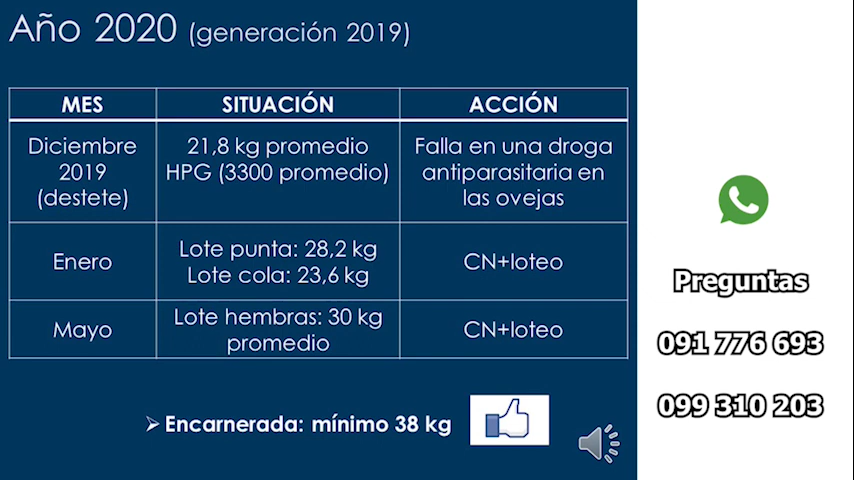 Año 2020 (generación 2019)
MES SITUACIÓN ACCIÓN
Diciembre
2019
(destete)
21,8 kg promedio
HPG (3300 promedio)
Falla en una droga
antiparasitaria en
las ovejas
Enero
Lote punta: 28,2 kg
Lote cola: 23,6 kg
CN+loteo
Mayo
Lote hembras: 30 kg
promedio
CN+loteo
➢ Encarnerada: mínimo 38 kg
Preguntas
091 776 693
099 310 203